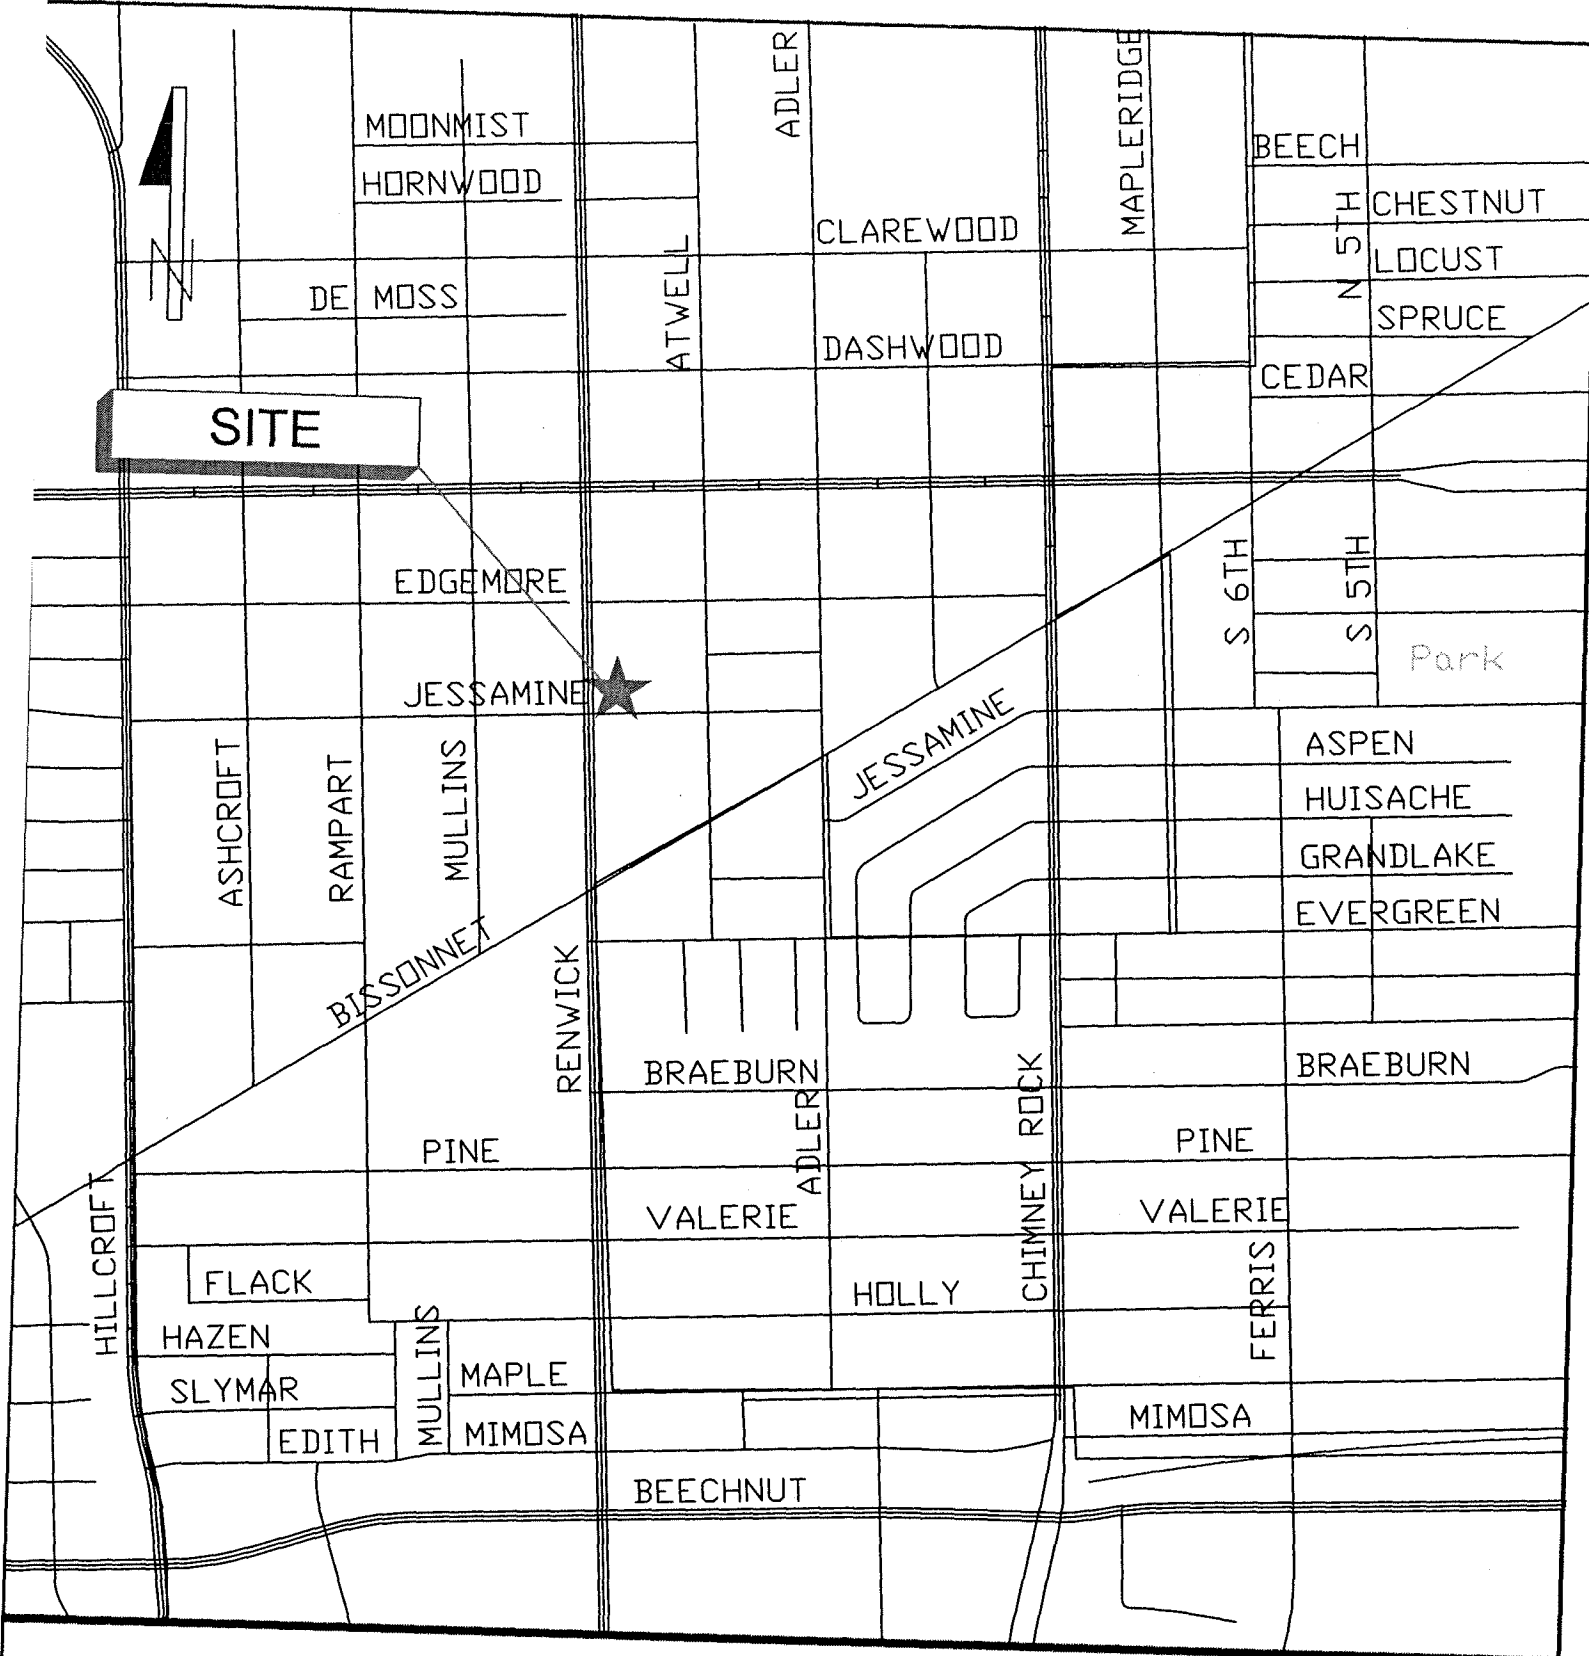 ADLER
MAPLERIDGE
MOONMIST
BEECH
HORNWOOD
N 5TH
CHESTNUT
CLAREWOOD
N
ATWELL
LOCUST
DE MOSS
SPRUCE
DASHWOOD
CEDAR
SITE
EDGEMORE
S 6TH
S 5TH
Park
JESSAMINE
JESSAMINE
ASHCROFT
RAMPART
MULLINS
ASPEN
HUISACHE
GRANDLAKE
EVERGREEN
BISSONNET
RENWICK
BRAEBURN
CHIMNEY ROCK
BRAEBURN
ADLER
PINE
PINE
HILLCROFT
VALERIE
VALERIE
FLACK
HOLLY
FERRIS
HAZEN
MULLINS
MAPLE
SLYMAR
MIMOSA
EDITH
MIMOSA
BEECHNUT